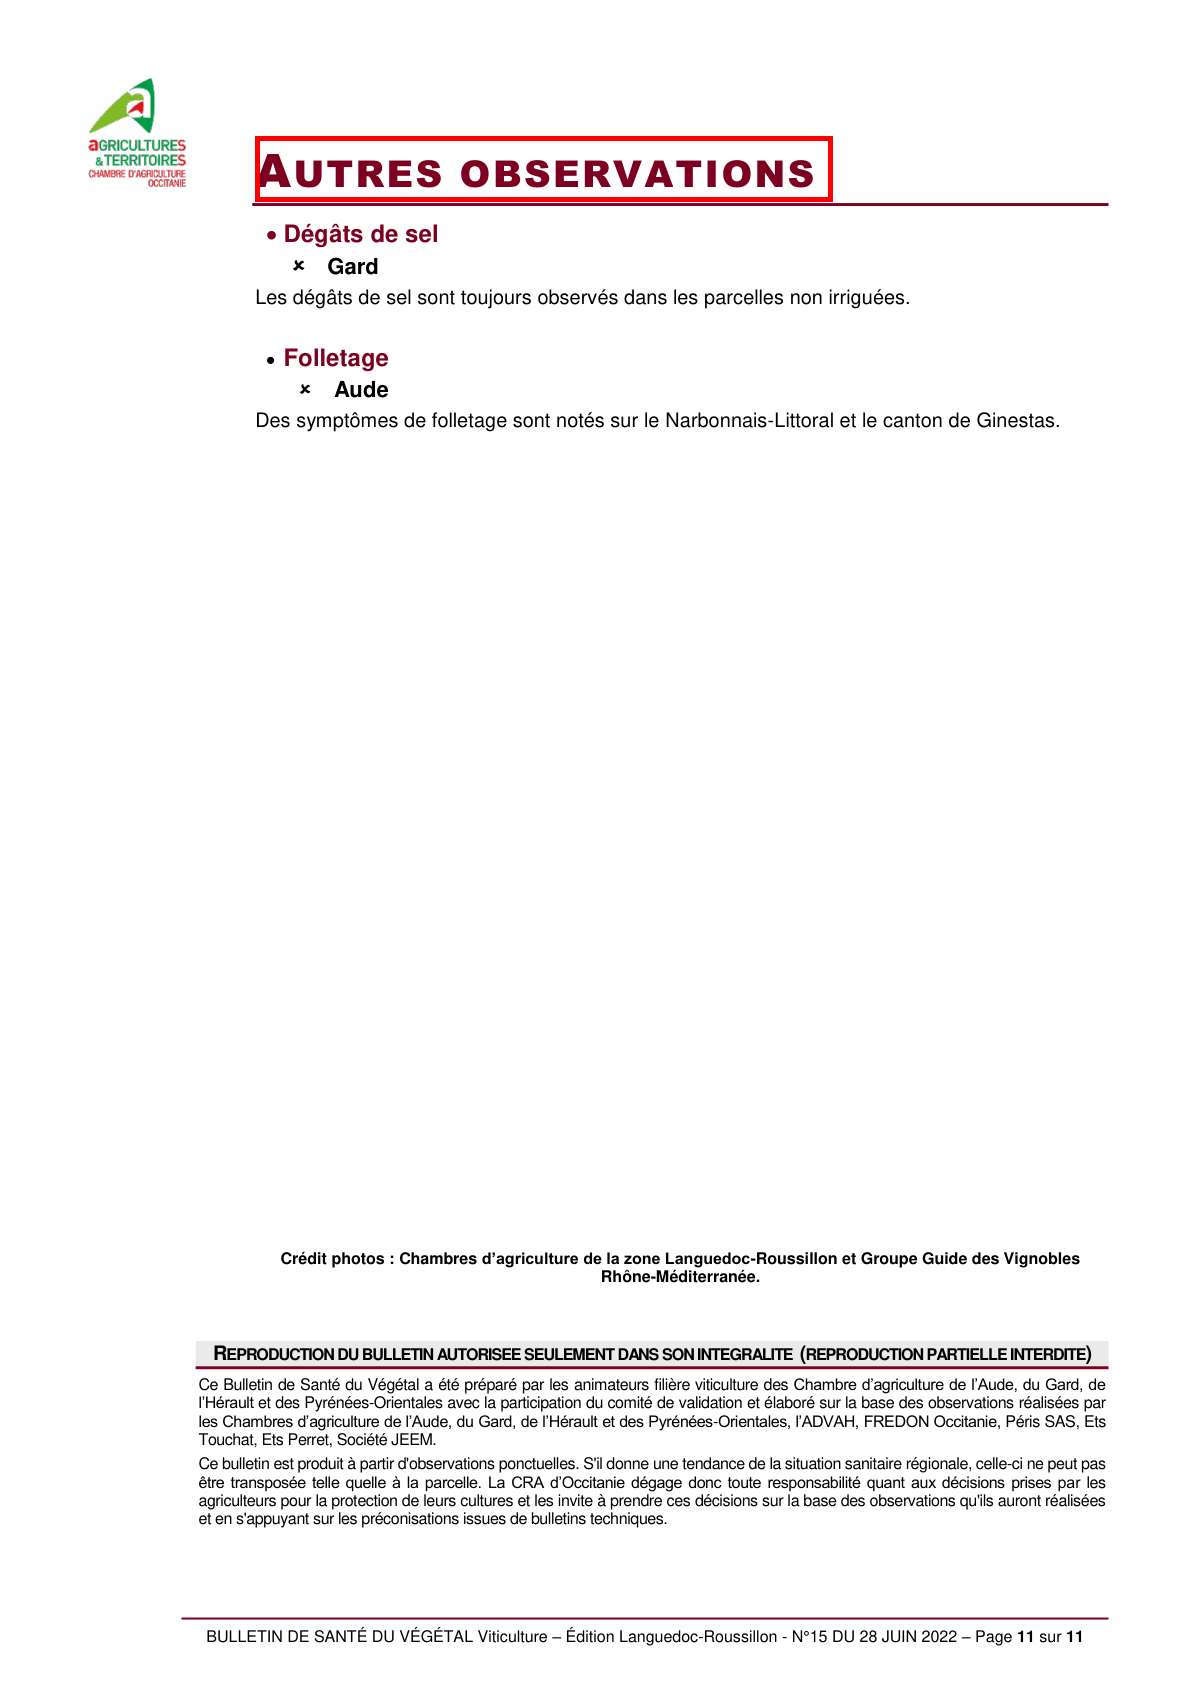 aGRICULTURES
& TERRITOIRES
CHAMBRE D'AGRICULTURE
OCCITANIE
AUTRES OBSERVATIONS
• Dégâts de sel
× Gard
Les dégâts de sel sont toujours observés dans les parcelles non irriguées.
• Folletage
× Aude
Des symptômes de folletage sont notés sur le Narbonnais-Littoral et le canton de Ginestas.
Crédit photos : Chambres d’agriculture de la zone Languedoc-Roussillon et Groupe Guide des Vignobles
Rhône-Méditerranée.
REPRODUCTION DU BULLETIN AUTORISEE SEULEMENT DANS SON INTEGRALITE (REPRODUCTION PARTIELLE INTERDITE)
Ce Bulletin de Santé du Végétal a été préparé par les animateurs filière viticulture des Chambre d’agriculture de l’Aude, du Gard, de
l’Hérault et des Pyrénées-Orientales avec la participation du comité de validation et élaboré sur la base des observations réalisées par
les Chambres d’agriculture de l’Aude, du Gard, de l’Hérault et des Pyrénées-Orientales, l’ADVAH, FREDON Occitanie, Péris SAS, Ets
Touchat, Ets Perret, Société JEEM.
Ce bulletin est produit à partir d'observations ponctuelles. S'il donne une tendance de la situation sanitaire régionale, celle-ci ne peut pas
être transposée telle quelle à la parcelle. La CRA d’Occitanie dégage donc toute responsabilité quant aux décisions prises par les
agriculteurs pour la protection de leurs cultures et les invite à prendre ces décisions sur la base des observations qu'ils auront réalisées
et en s'appuyant sur les préconisations issues de bulletins techniques.
BULLETIN DE SANTÉ DU VÉGÉTAL Viticulture – Édition Languedoc-Roussillon - N°15 DU 28 JUIN 2022 – Page 11 sur 11